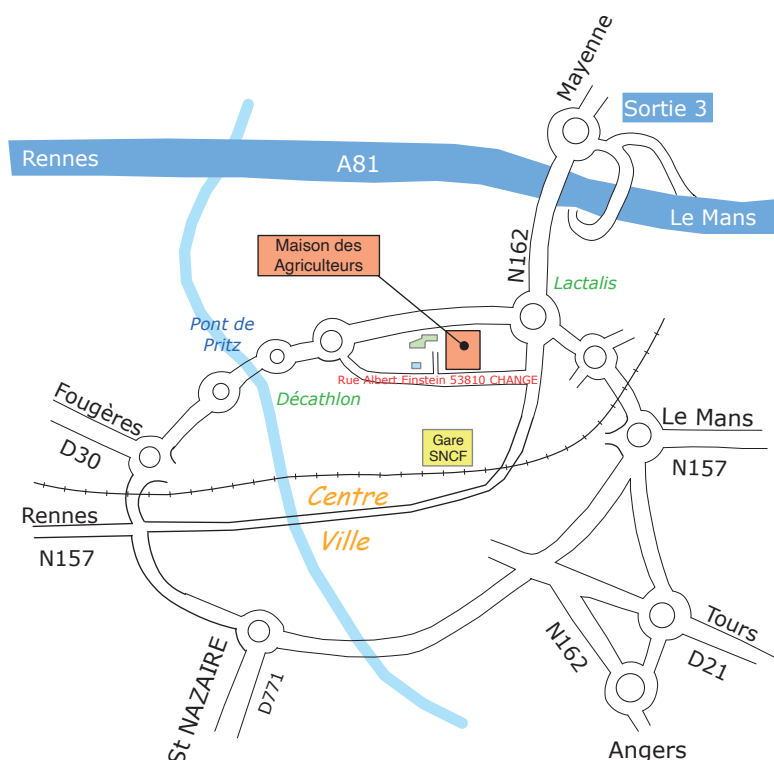 Mayenne
Sortie 3
Rennes
A81
Le Mans
N162
Maison des
Agriculteurs
Lactalis
Pont de
Pritz
Rue Albert Einstein 53810 CHANGE
Décathlon
Fougères
D30
Gare
SNCF
Le Mans
N157
Centre
Ville
Rennes
N157
St NAZAIRE
D771
N162
Tours
D21
Angers